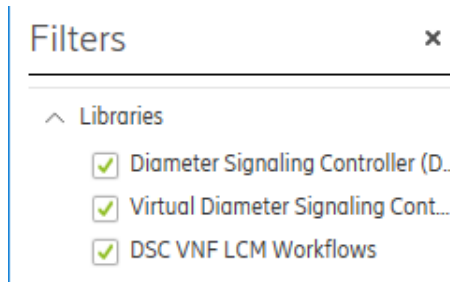 Filters
Libraries
Diameter Signaling Controller (D...
Virtual Diameter Signaling Cont...
DSC VNF LCM Workflows